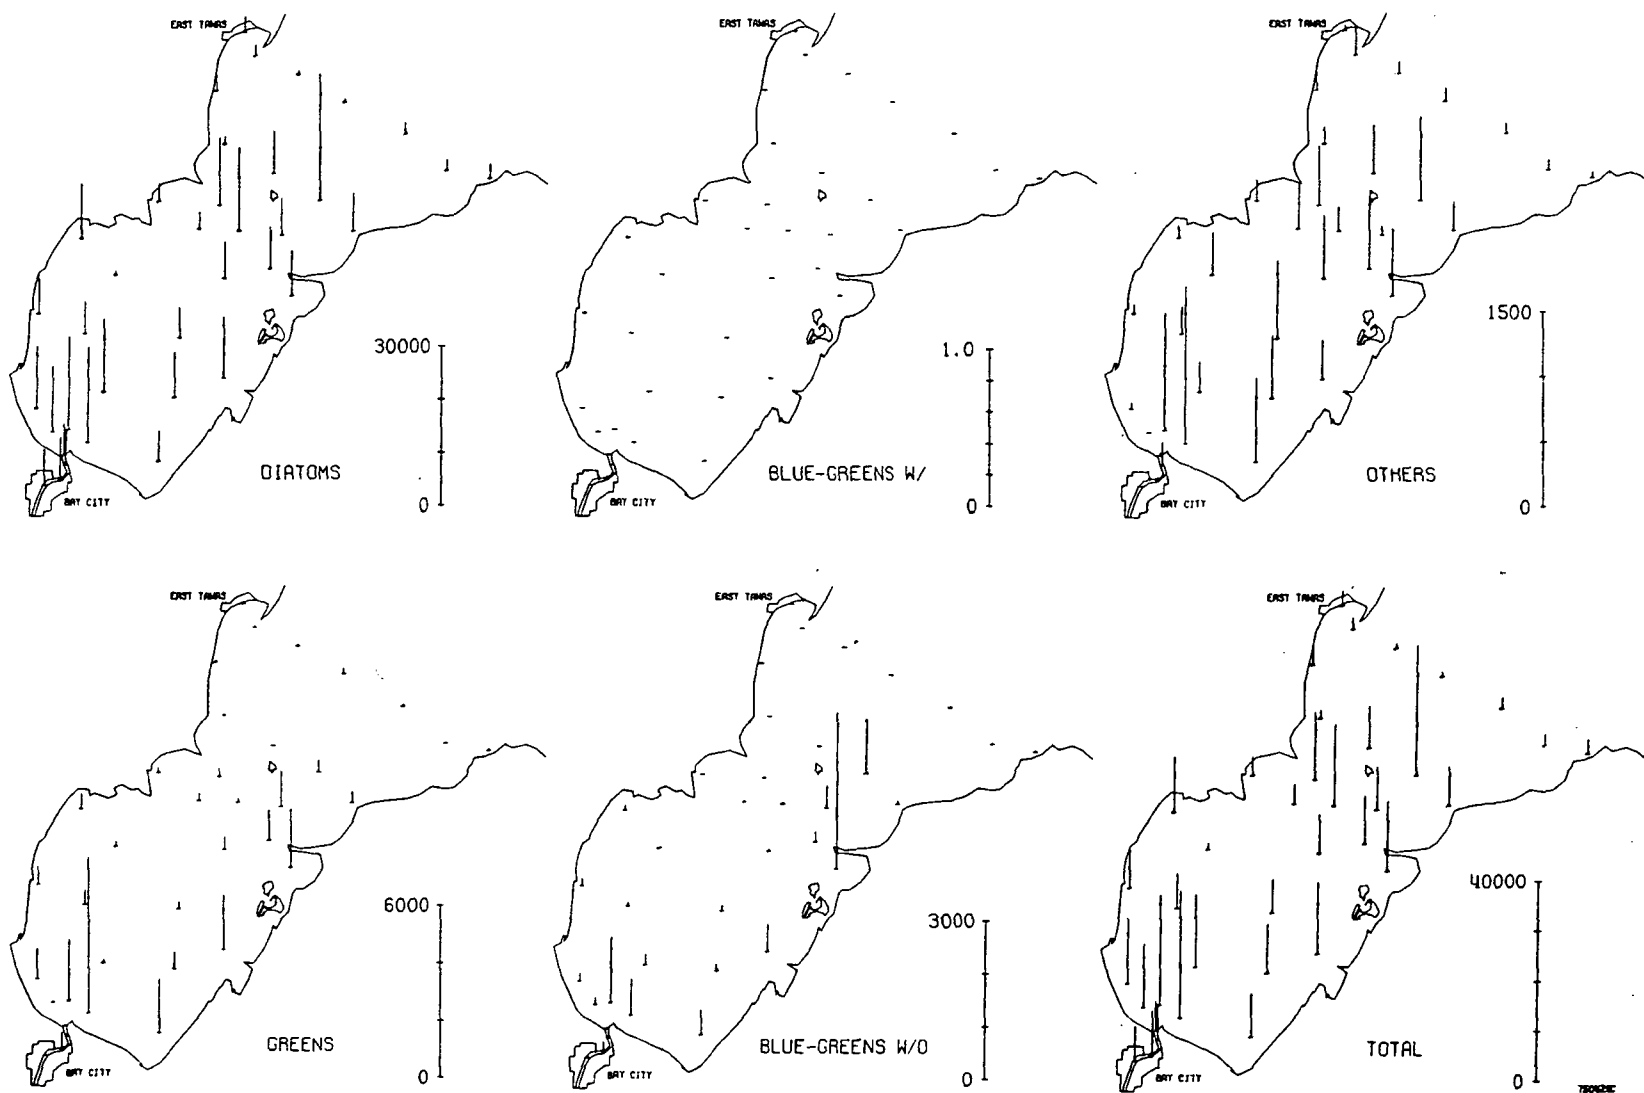 EAST TAWAS
30000
0
DIATOMS
BAY CITY
EAST TAWAS
1.0
0
BLUE-GREENS W/
BAY CITY
EAST TAWAS
1500
0
OTHERS
BAY CITY
EAST TAWAS
6000
0
GREENS
BAY CITY
EAST TAWAS
3000
0
BLUE-GREENS W/O
BAY CITY
EAST TAWAS
40000
0
TOTAL
BAY CITY